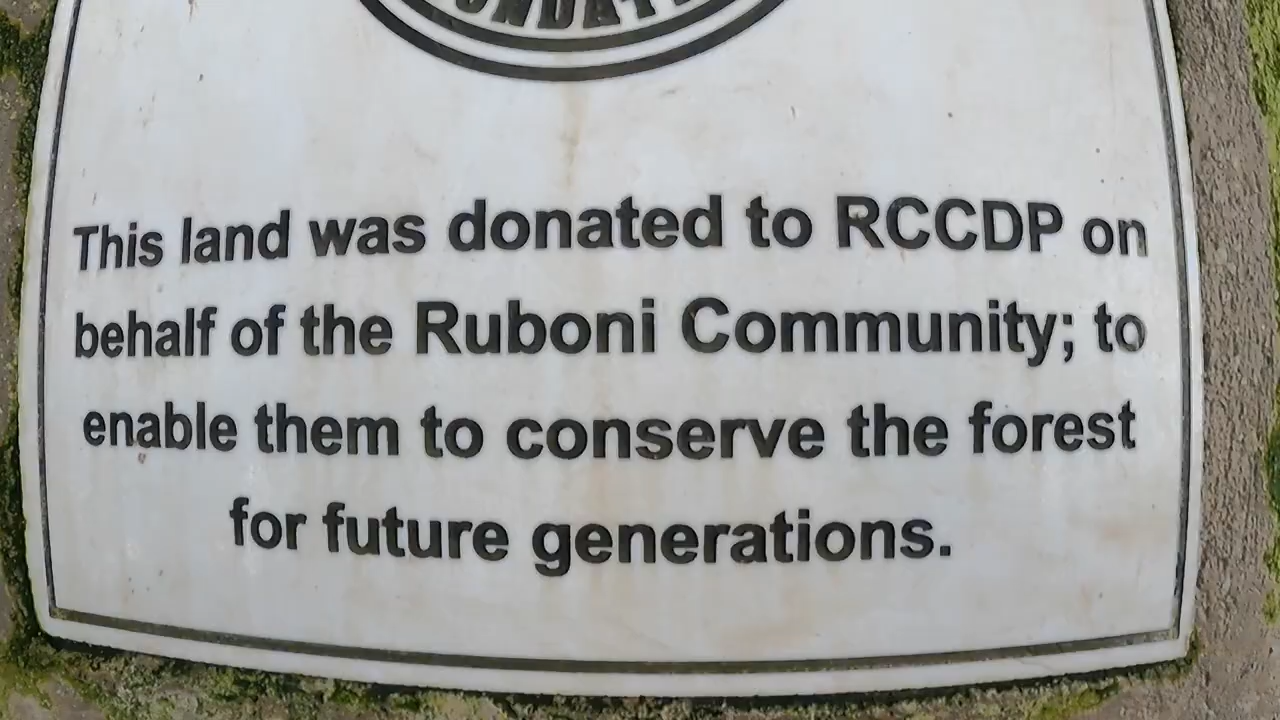 This land was donated to RCCDP on
behalf of the Ruboni Community; to
enable them to conserve the forest
for future generations.